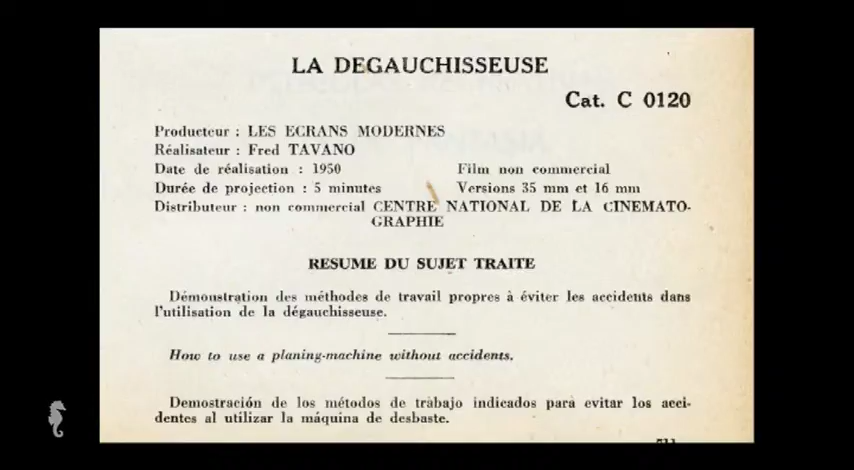 LA DEGAUCHISSEUSE
Cat. C 0120
Producteur : LES ECRANS MODERNES
Réalisateur : Fred TAVANO
Date de réalisation : 1950 Film non commercial
Durée de projection : 5 minutes Versions 35 mm et 16 mm
Distributeur : non commercial CENTRE NATIONAL DE LA CINEMATO-
GRAPHIE
RESUME DU SUJET TRAITE
Démonstration des méthodes de travail propres à éviter les accidents dans
l'utilisation de la dégauchisseuse.
How to use a planing-machine without accidents.
Demostración de los métodos de trabajo indicados para evitar los acci-
dentes al utilizar la máquina de desbaste.